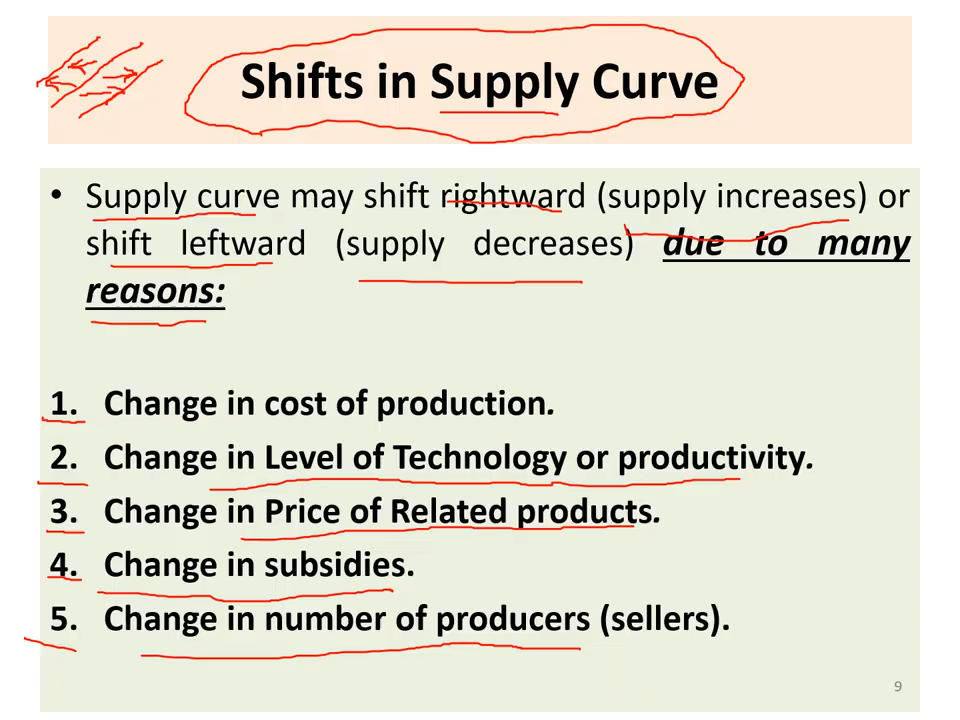 Shifts in Supply Curve
• Supply curve may shift rightward (supply increases) or
shift leftward (supply decreases) due to many
reasons:
1. Change in cost of production.
2. Change in Level of Technology or productivity.
3. Change in Price of Related products.
4. Change in subsidies.
5. Change in number of producers (sellers).
9